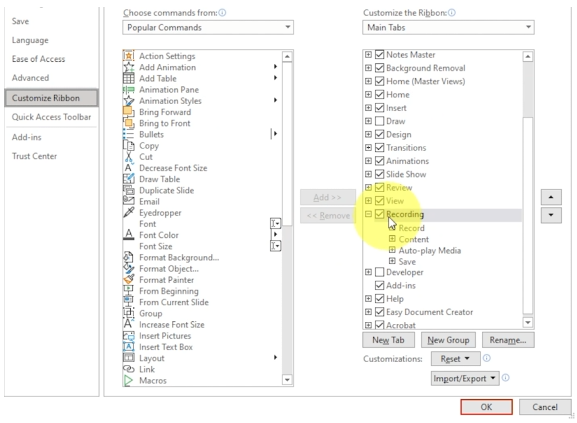 Save
Language
Ease of Access
Advanced
Customize Ribbon
Quick Access Toolbar
Add-ins
Trust Center
Choose commands from:
Popular Commands
Action Settings
Add Animation
Add Table
Animation Pane
Animation Styles
Bring Forward
Bring to Front
Bullets
Copy
Cut
Decrease Font Size
Draw Table
Duplicate Slide
Email
Eyedropper
Font
Font Color
Font Size
Format Background...
Format Object...
Format Painter
From Beginning
From Current Slide
Group
Increase Font Size
Insert Pictures
Insert Text Box
Layout
Link
Macros
Add >>
<< Remove
Customize the Ribbon:
Main Tabs
Notes Master
Background Removal
Home (Master Views)
Home
Insert
Draw
Design
Transitions
Animations
Slide Show
Review
View
Recording
Record
Content
Auto-play Media
Save
Developer
Add-ins
Help
Easy Document Creator
Acrobat
New Tab
New Group
Rename...
Customizations:
Reset
Import/Export
OK
Cancel